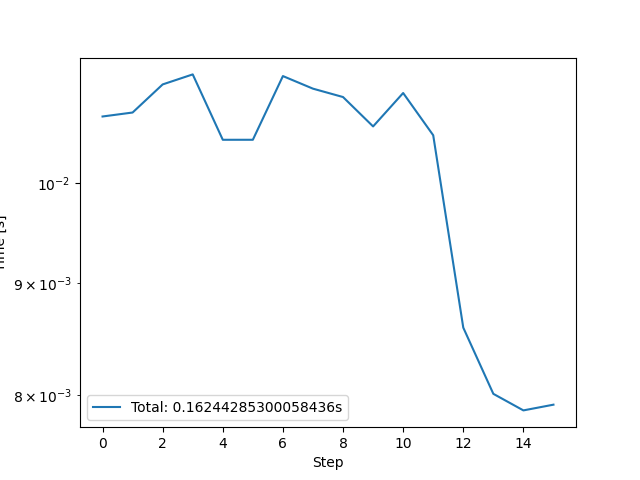 10⁻²
9 × 10⁻³
8 × 10⁻³
Total: 0.16244285300058436s
0 2 4 6 8 10 12 14
Step